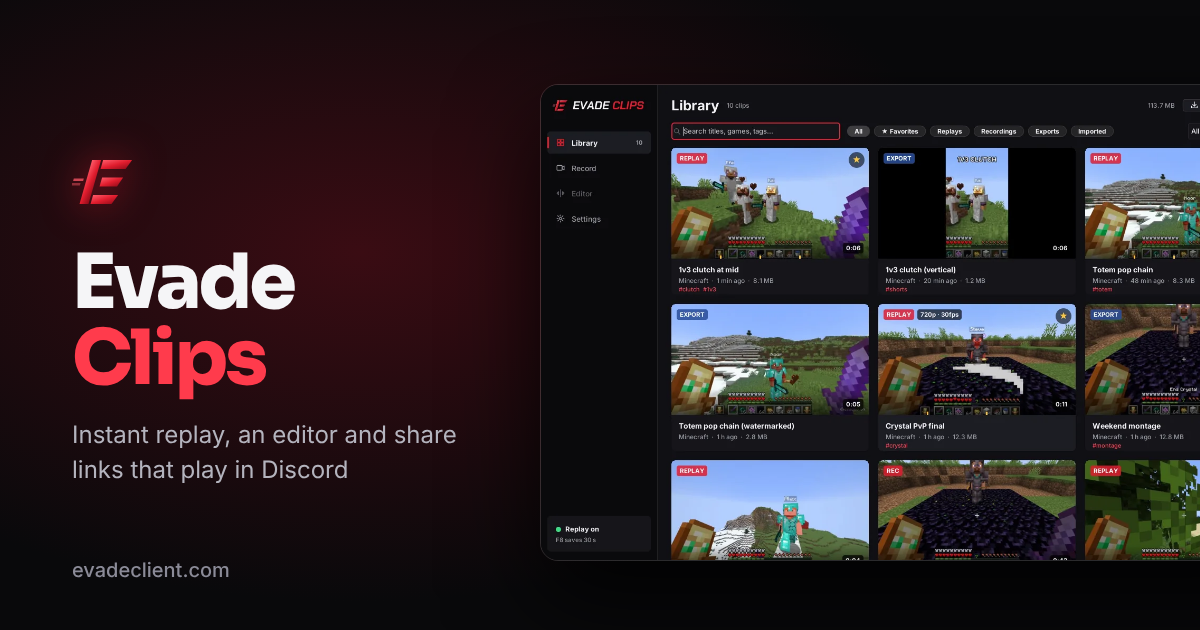 Evade
Clips
Instant replay, an editor and share
links that play in Discord
evadeclient.com
EVADE CLIPS
Library 10
Record
Editor
Settings
Replay on
F8 saves 30 s
Library 10 clips 113.7 MB
Search titles, games, tags...
All ★ Favorites Replays Recordings Exports Imported All
REPLAY 0:06
EXPORT 1V3 CLUTCH 0:06
REPLAY
1v3 clutch at mid
Minecraft · 1 min ago · 8.1 MB
#clutch #1v3
1v3 clutch (vertical)
Minecraft · 20 min ago · 1.2 MB
#shorts
Totem pop chain
Minecraft · 48 min ago · 8.3 MB
#totem
EXPORT 0:05
REPLAY 720p · 30fps 0:11
EXPORT End Crystal
Totem pop chain (watermarked)
Minecraft · 1 h ago · 2.8 MB
Crystal PvP final
Minecraft · 1 h ago · 12.3 MB
#crystal
Weekend montage
Minecraft · 1 h ago · 12.8 MB
#montage
REPLAY
REC
REPLAY